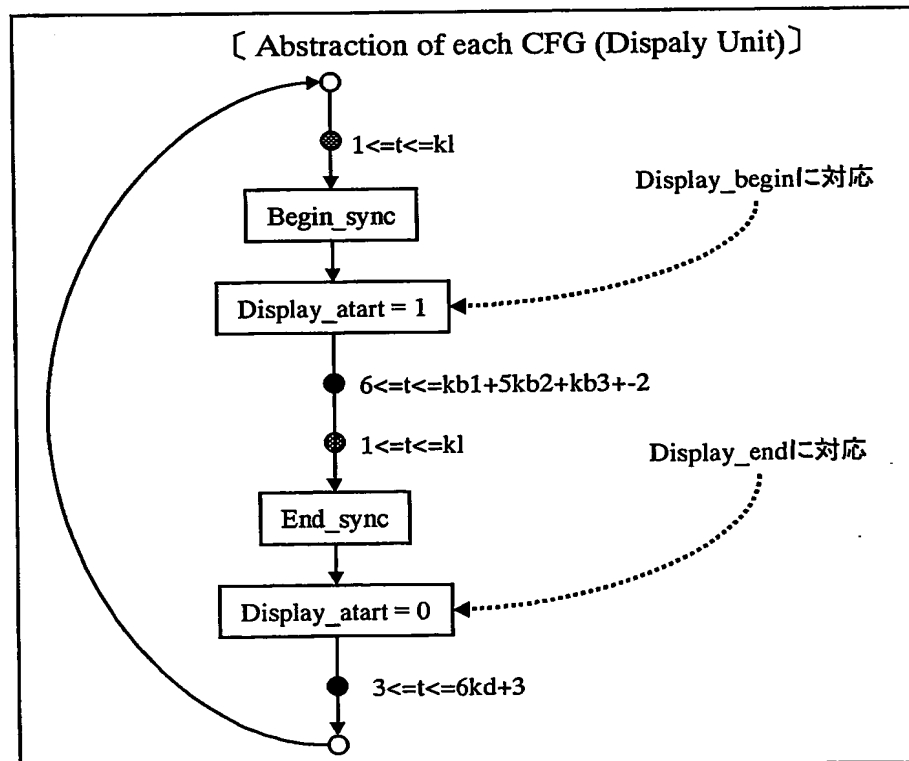 〔 Abstraction of each CFG (Dispaly Unit)〕
1<=t<=kl
Display_beginに対応
Begin_sync
Display_atart = 1
6<=t<=kb1+5kb2+kb3+-2
1<=t<=kl
Display_endに対応
End_sync
Display_atart = 0
3<=t<=6kd+3